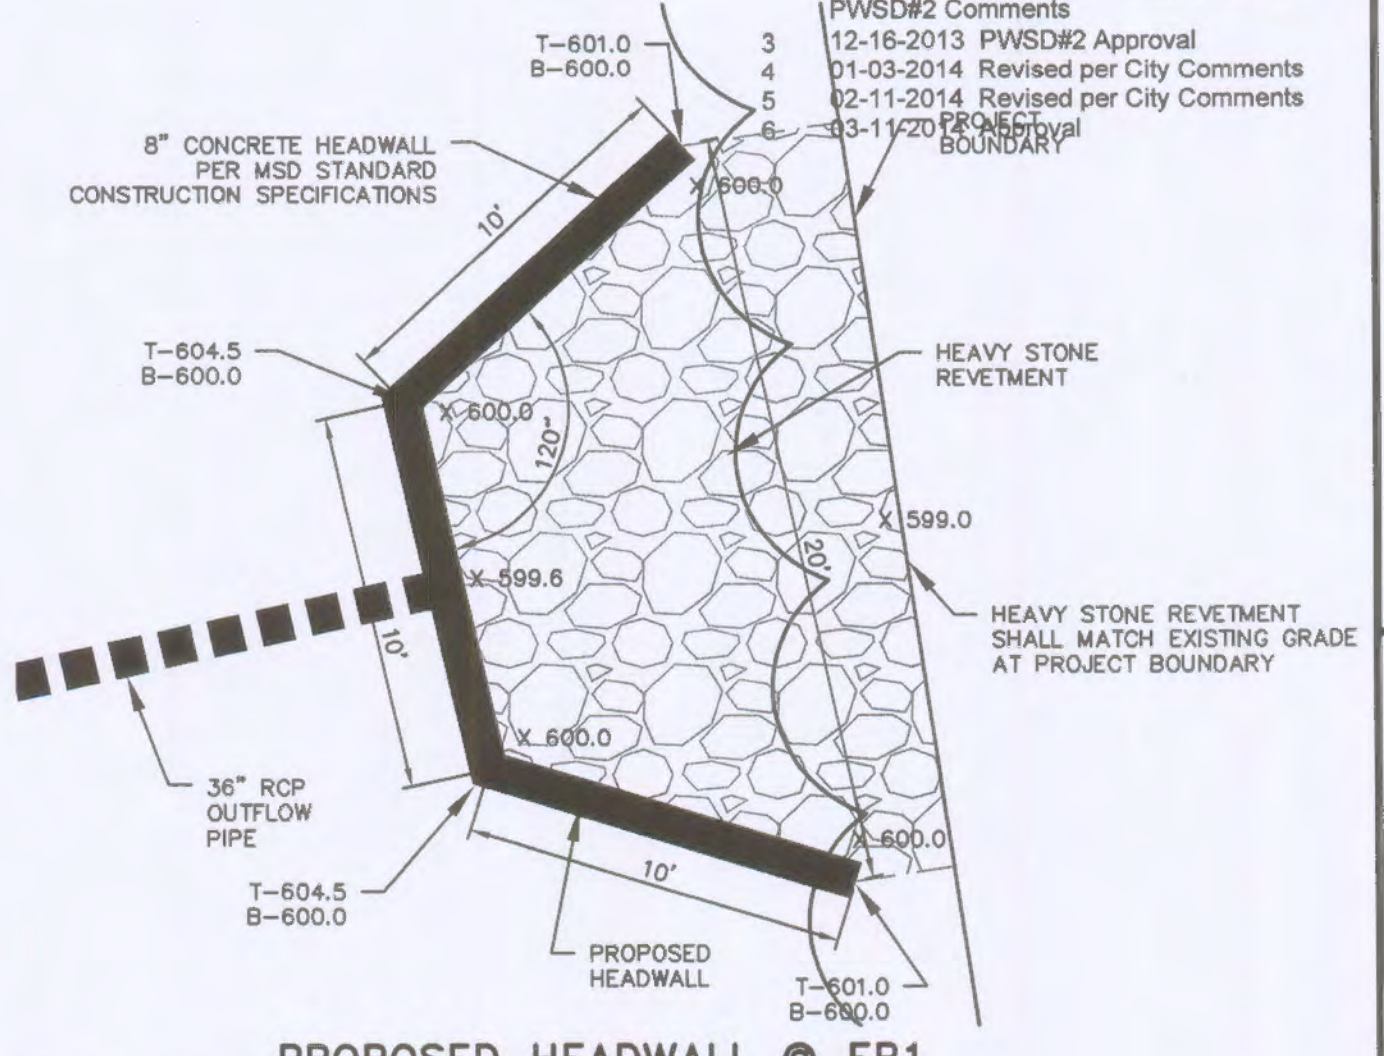 PWSD#2 Comments
3 12-16-2013 PWSD#2 Approval
4 01-03-2014 Revised per City Comments
5 02-11-2014 Revised per City Comments
6 03-11-2014 Approval
T-601.0
B-600.0
PROJECT
BOUNDARY
8" CONCRETE HEADWALL
PER MSD STANDARD
CONSTRUCTION SPECIFICATIONS
X 600.0
10'
T-604.5
B-600.0
HEAVY STONE
REVETMENT
X 600.0
120°
X 599.0
20'
X 599.6
HEAVY STONE REVETMENT
SHALL MATCH EXISTING GRADE
AT PROJECT BOUNDARY
10'
X 600.0
36" RCP
OUTFLOW
PIPE
X 600.0
10'
T-604.5
B-600.0
PROPOSED
HEADWALL
T-601.0
B-600.0
PROPOSED HEADWALL @ FP1